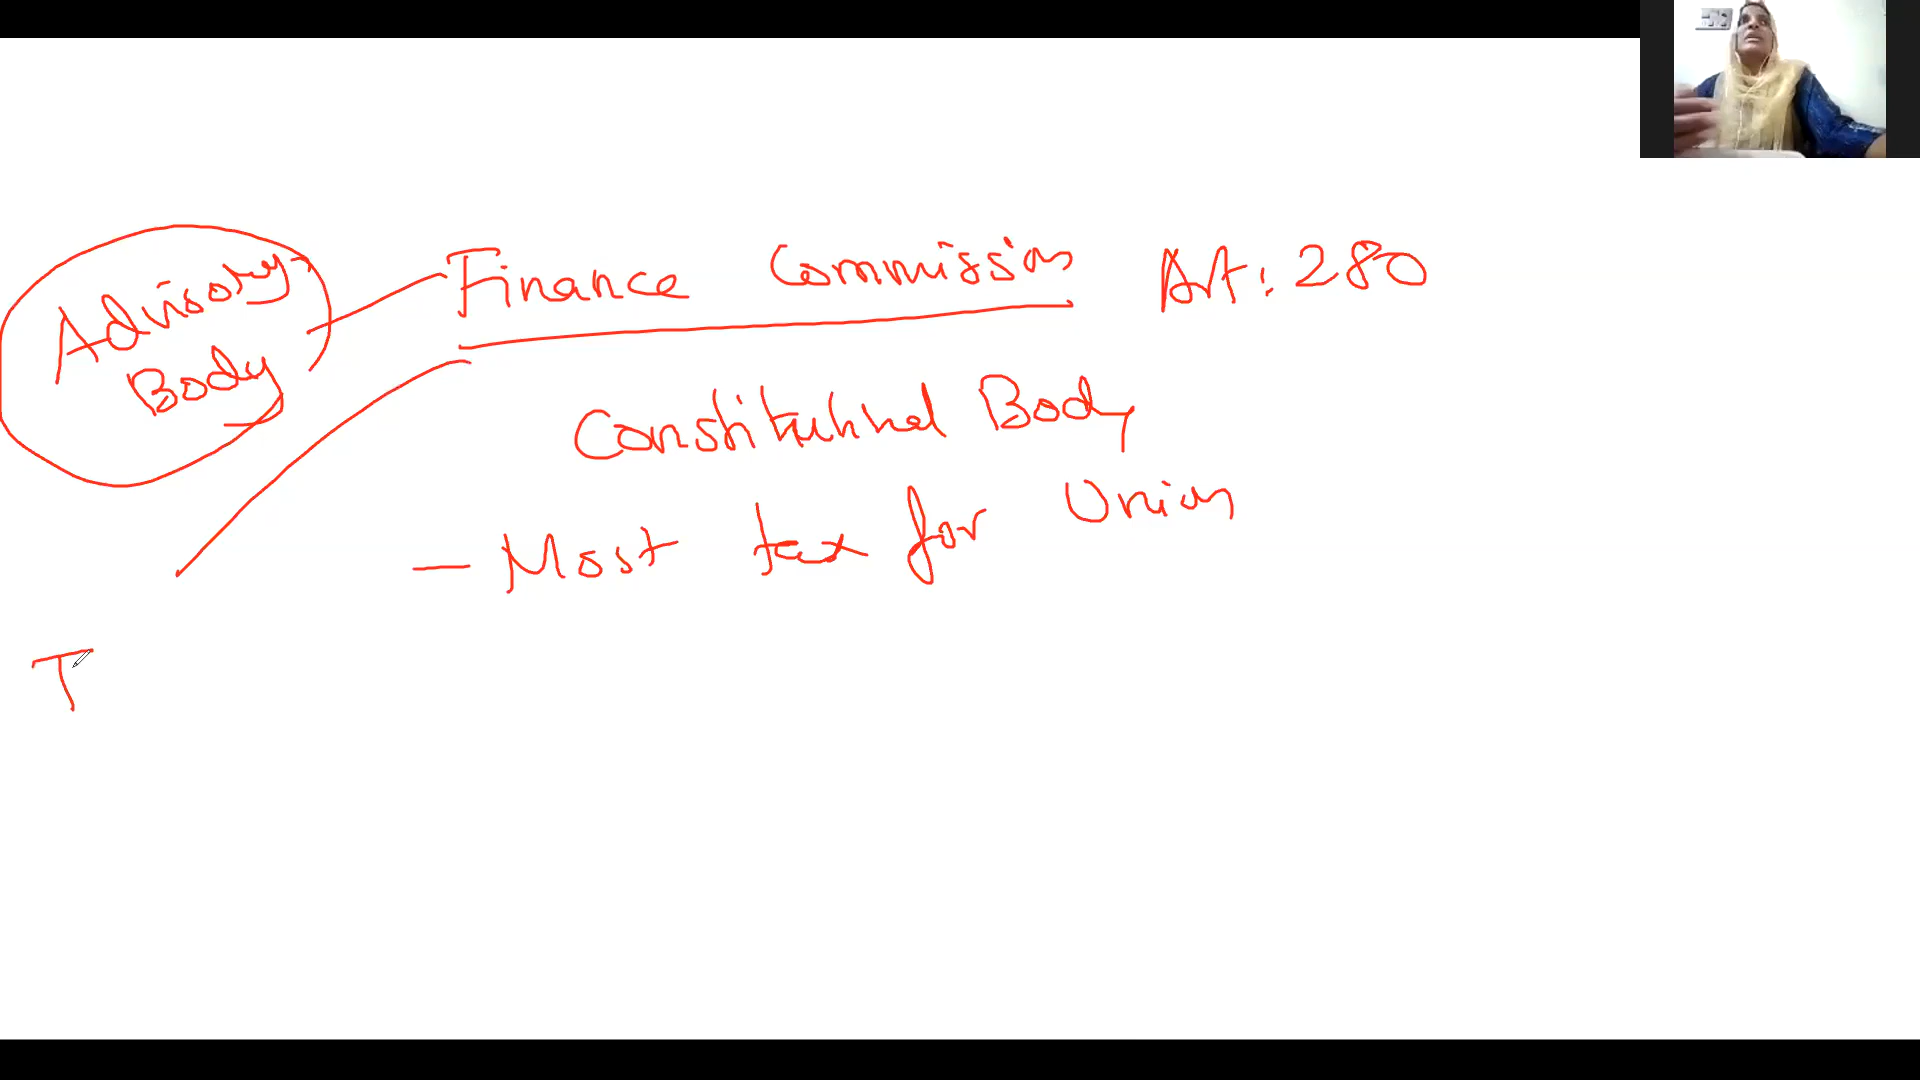 Finance Commission Art: 280
Advisory
Body
Constitutional Body
- Most tax for Union
T